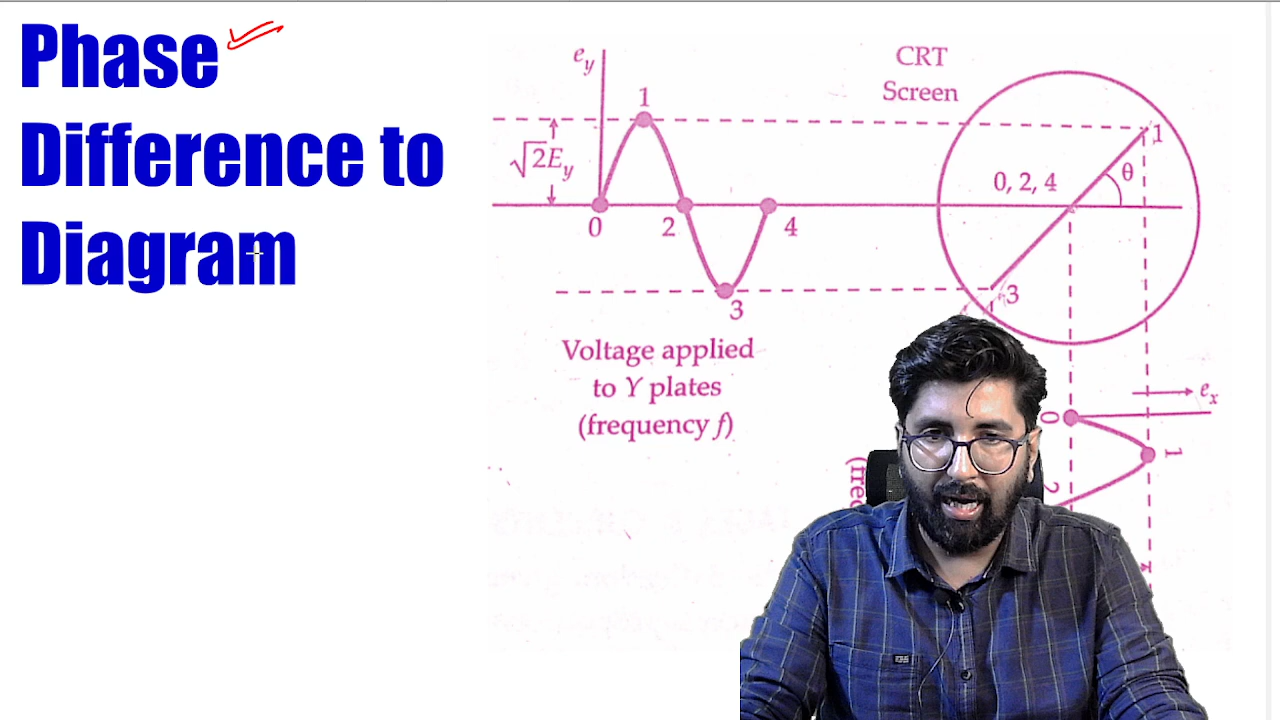 Phase
Difference to
Diagram
e_y
CRT
Screen
1
√2E_y
0, 2, 4
θ
1
0
2
4
3
3
Voltage applied
to Y plates
(frequency f)
e_x
0
1
2